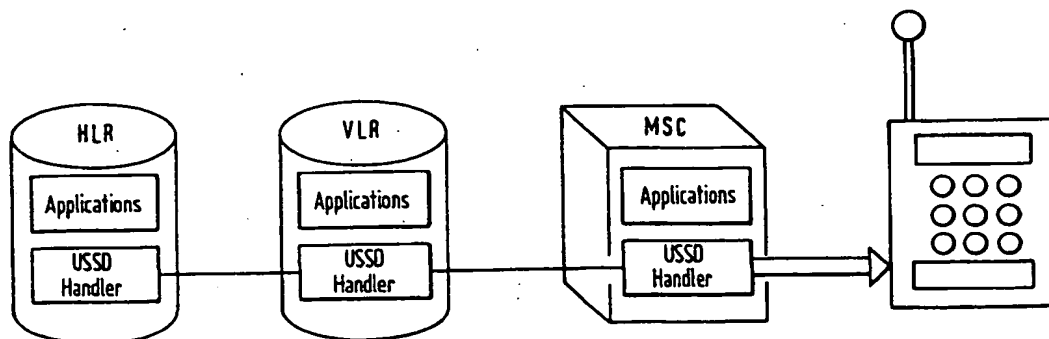 HLR
Applications
USSD
Handler
VLR
Applications
USSD
Handler
MSC
Applications
USSD
Handler